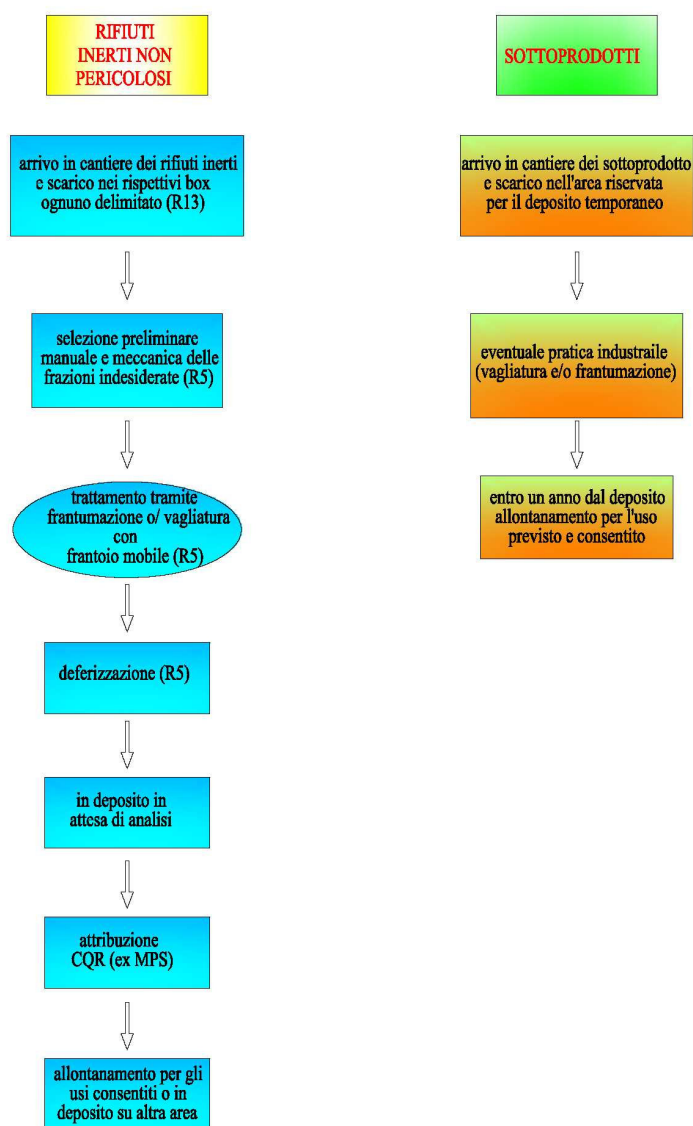 RIFIUTI
INERTI NON
PERICOLOSI
arrivo in cantiere dei rifiuti inerti
e scarico nei rispettivi box
ognuno delimitato (R13)
selezione preliminare
manuale e meccanica delle
frazioni indesiderate (R5)
trattamento tramite
frantumazione o/ vagliatura
con
frantoio mobile (R5)
deferizzazione (R5)
in deposito in
attesa di analisi
attribuzione
CQR (ex MPS)
allontanamento per gli
usi consentiti o in
deposito su altra area
SOTTOPRODOTTI
arrivo in cantiere dei sottoprodotto
e scarico nell'area riservata
per il deposito temporaneo
eventuale pratica industraile
(vagliatura e/o frantumazione)
entro un anno dal deposito
allontanamento per l'uso
previsto e consentito